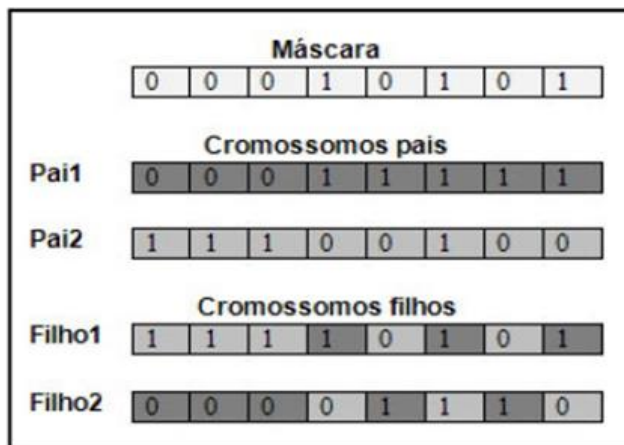 Máscara
0 0 0 1 0 1 0 1
Cromossomos pais
Pai1 0 0 0 1 1 1 1 1
Pai2 1 1 1 0 0 1 0 0
Cromossomos filhos
Filho1 1 1 1 1 0 1 0 1
Filho2 0 0 0 0 1 1 1 0